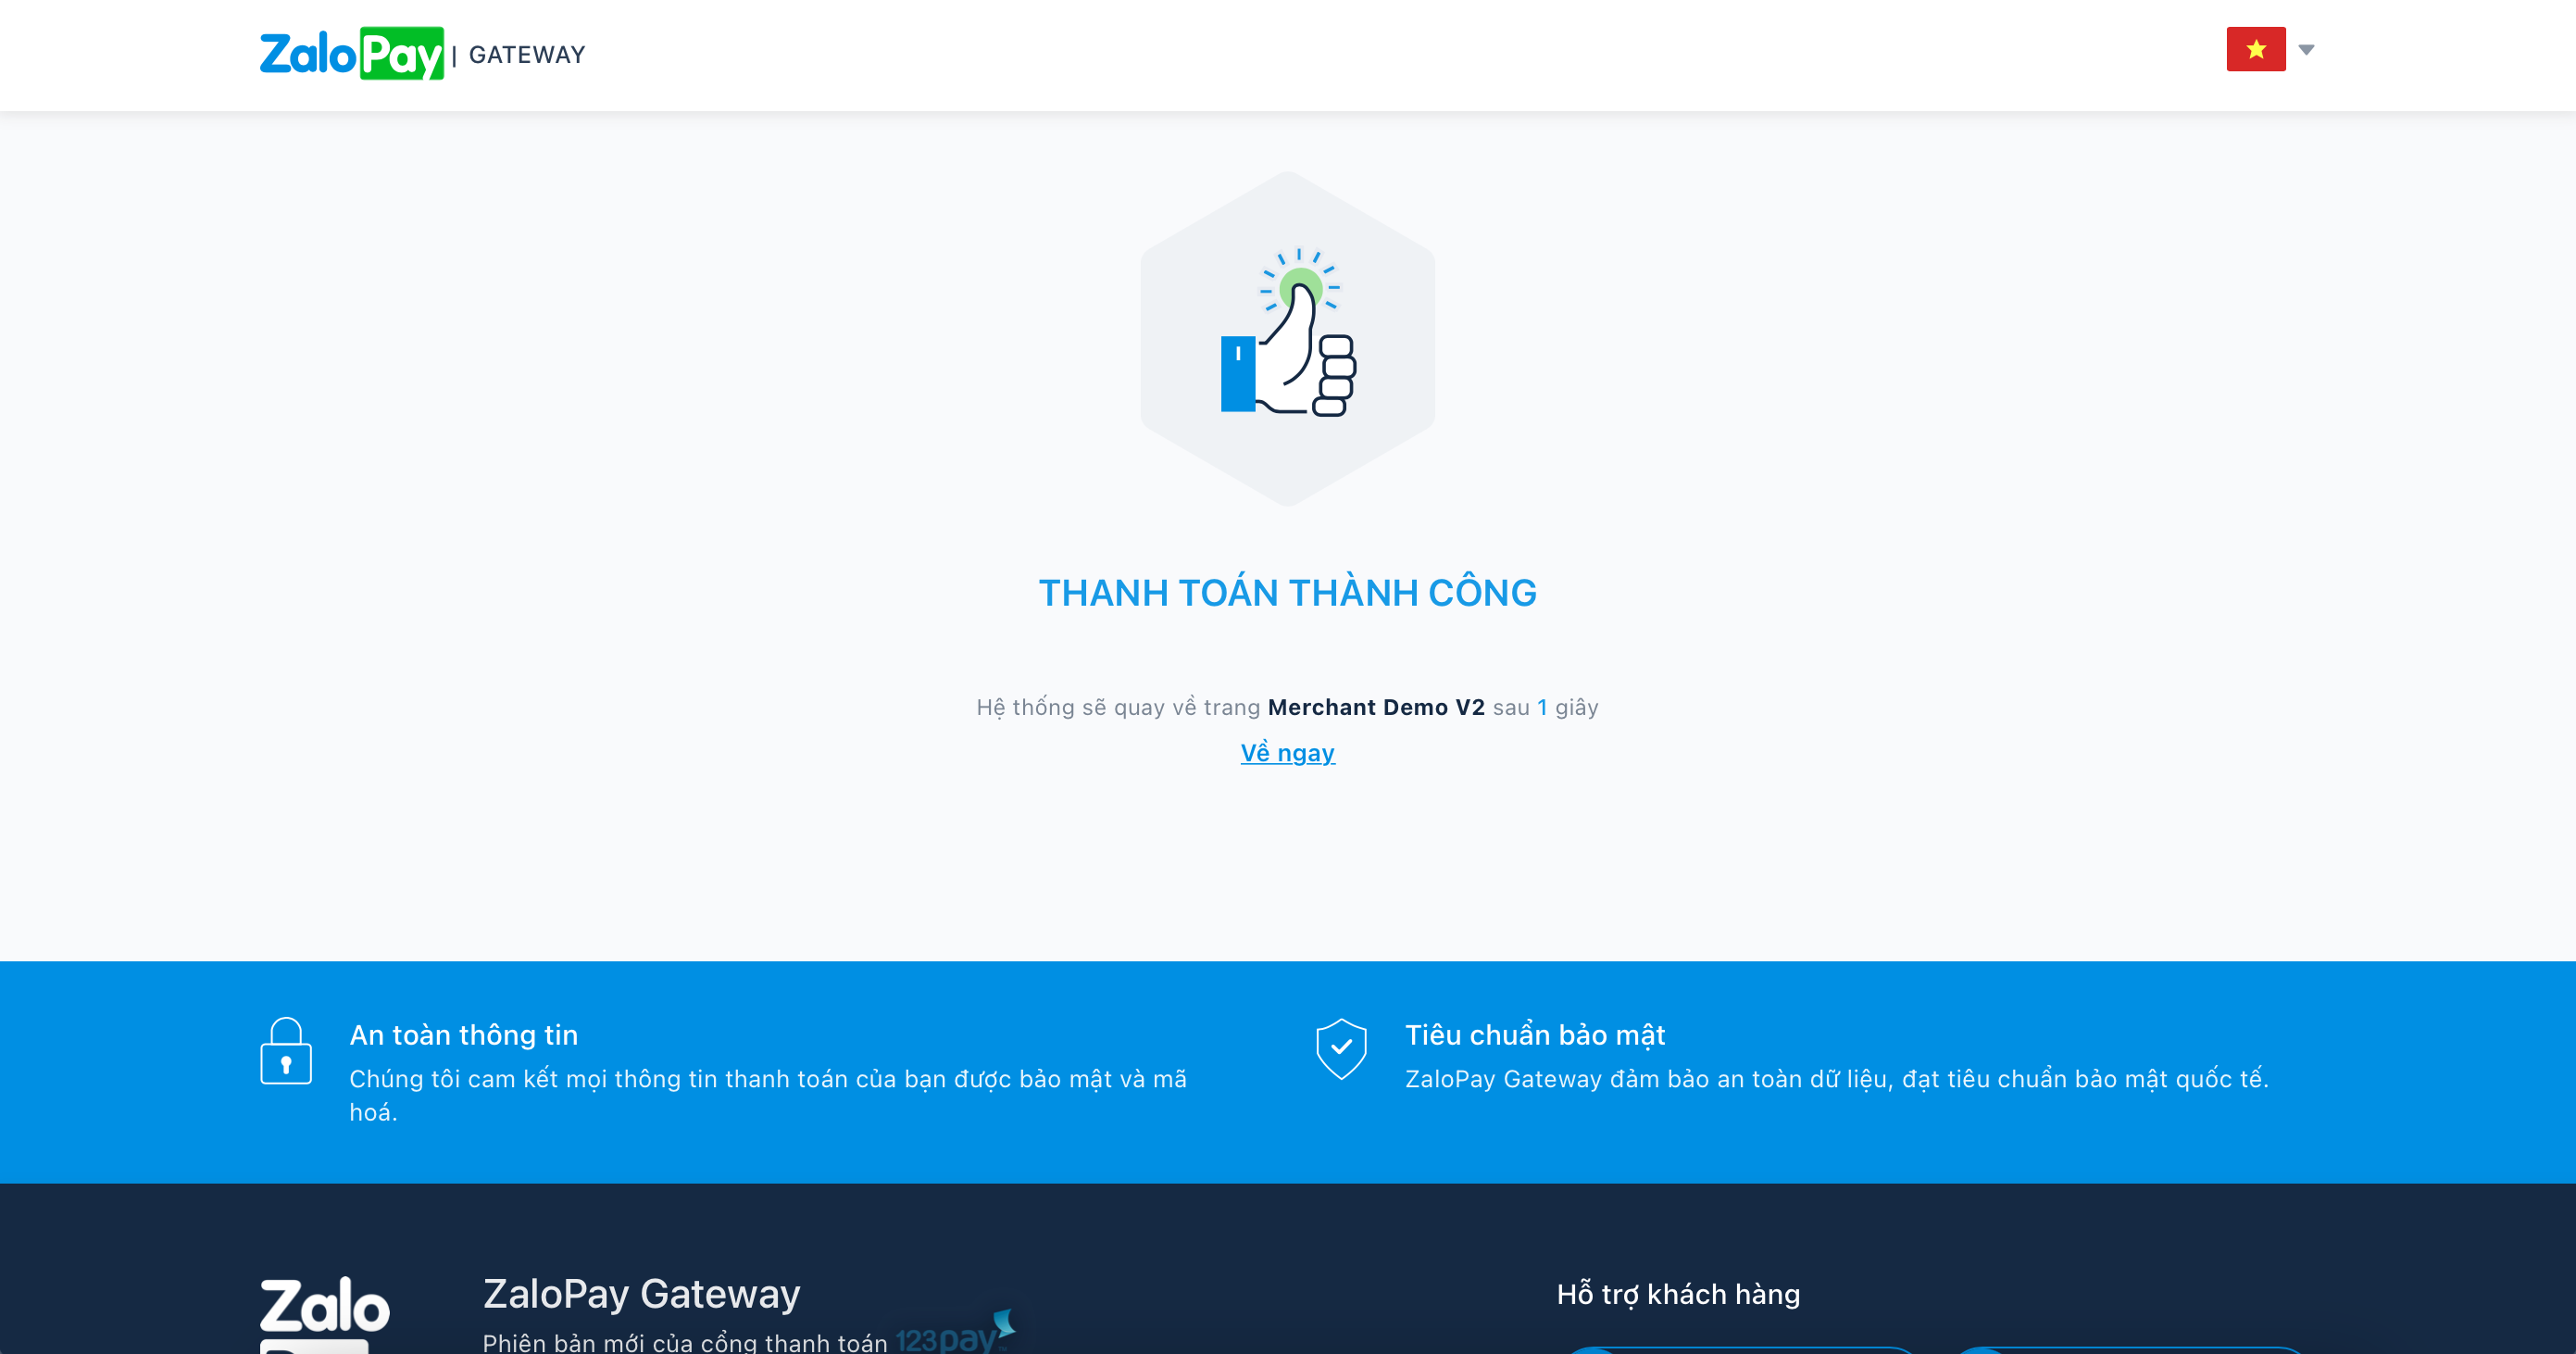 ZaloPay | GATEWAY
THANH TOÁN THÀNH CÔNG
Hệ thống sẽ quay về trang Merchant Demo V2 sau 1 giây
Về ngay
An toàn thông tin
Chúng tôi cam kết mọi thông tin thanh toán của bạn được bảo mật và mã
hoá.
Tiêu chuẩn bảo mật
ZaloPay Gateway đảm bảo an toàn dữ liệu, đạt tiêu chuẩn bảo mật quốc tế.
Zalo
ZaloPay Gateway
Phiên bản mới của cổng thanh toán 123pay
Hỗ trợ khách hàng